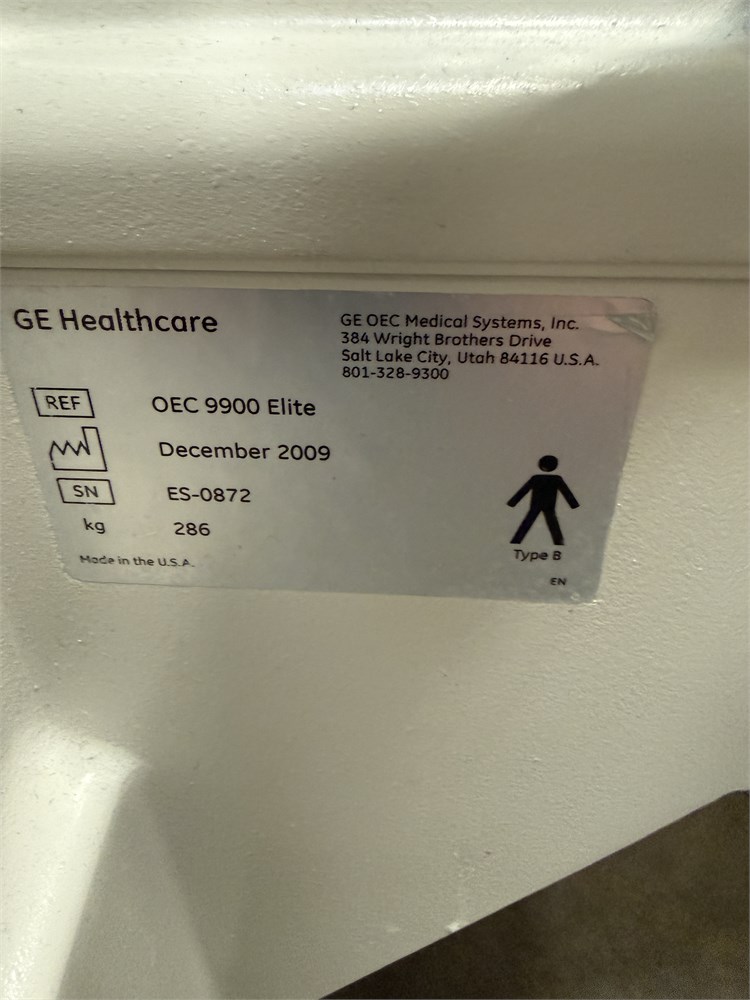 GE Healthcare
GE OEC Medical Systems, Inc.
384 Wright Brothers Drive
Salt Lake City, Utah 84116 U.S.A.
801-328-9300
REF OEC 9900 Elite
December 2009
SN ES-0872
kg 286
Made in the U.S.A.
Type B
EN